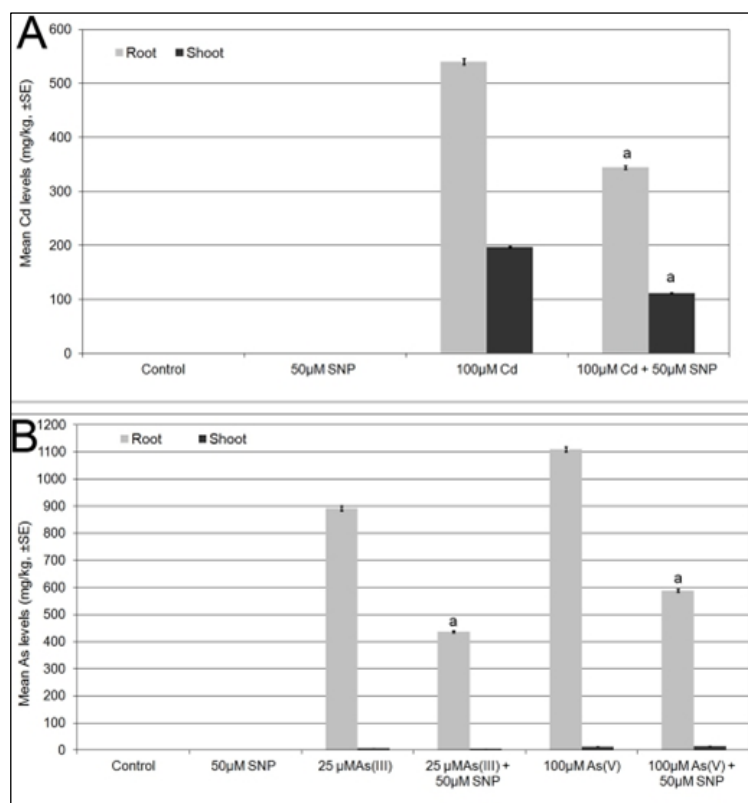 A
Root Shoot
Mean Cd levels (mg/kg, ±SE)
600
500
400
300
200
100
0
a
a
Control 50µM SNP 100µM Cd 100µM Cd + 50µM SNP
B
Root Shoot
Mean As levels (mg/kg, ±SE)
1200
1100
1000
900
800
700
600
500
400
300
200
100
0
a
a
Control 50µM SNP 25 µMAs(III) 25 µMAs(III) + 100µM As(V) 100µM As(V) +
50µM SNP 50µM SNP